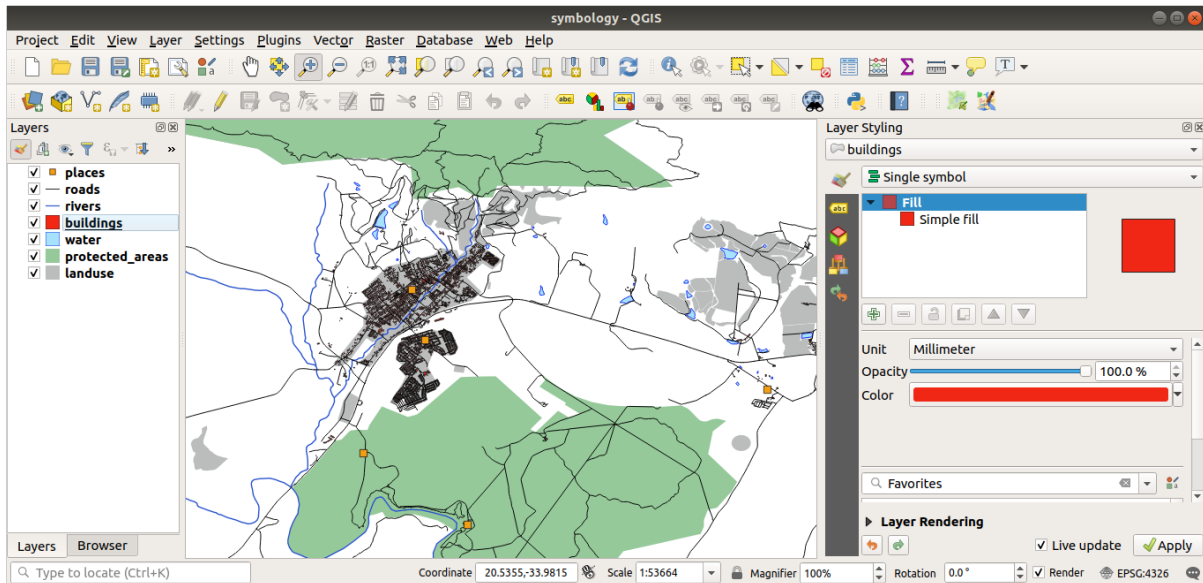 symbology - QGIS
Project Edit View Layer Settings Plugins Vector Raster Database Web Help
Layers
places
roads
rivers
buildings
water
protected_areas
landuse
Layers Browser
Layer Styling
buildings
Single symbol
Fill
Simple fill
Unit Millimeter
Opacity 100.0 %
Color
Favorites
Layer Rendering
Live update Apply
Type to locate (Ctrl+K) Coordinate 20.5355,-33.9815 Scale 1:53664 Magnifier 100% Rotation 0.0° Render EPSG:4326